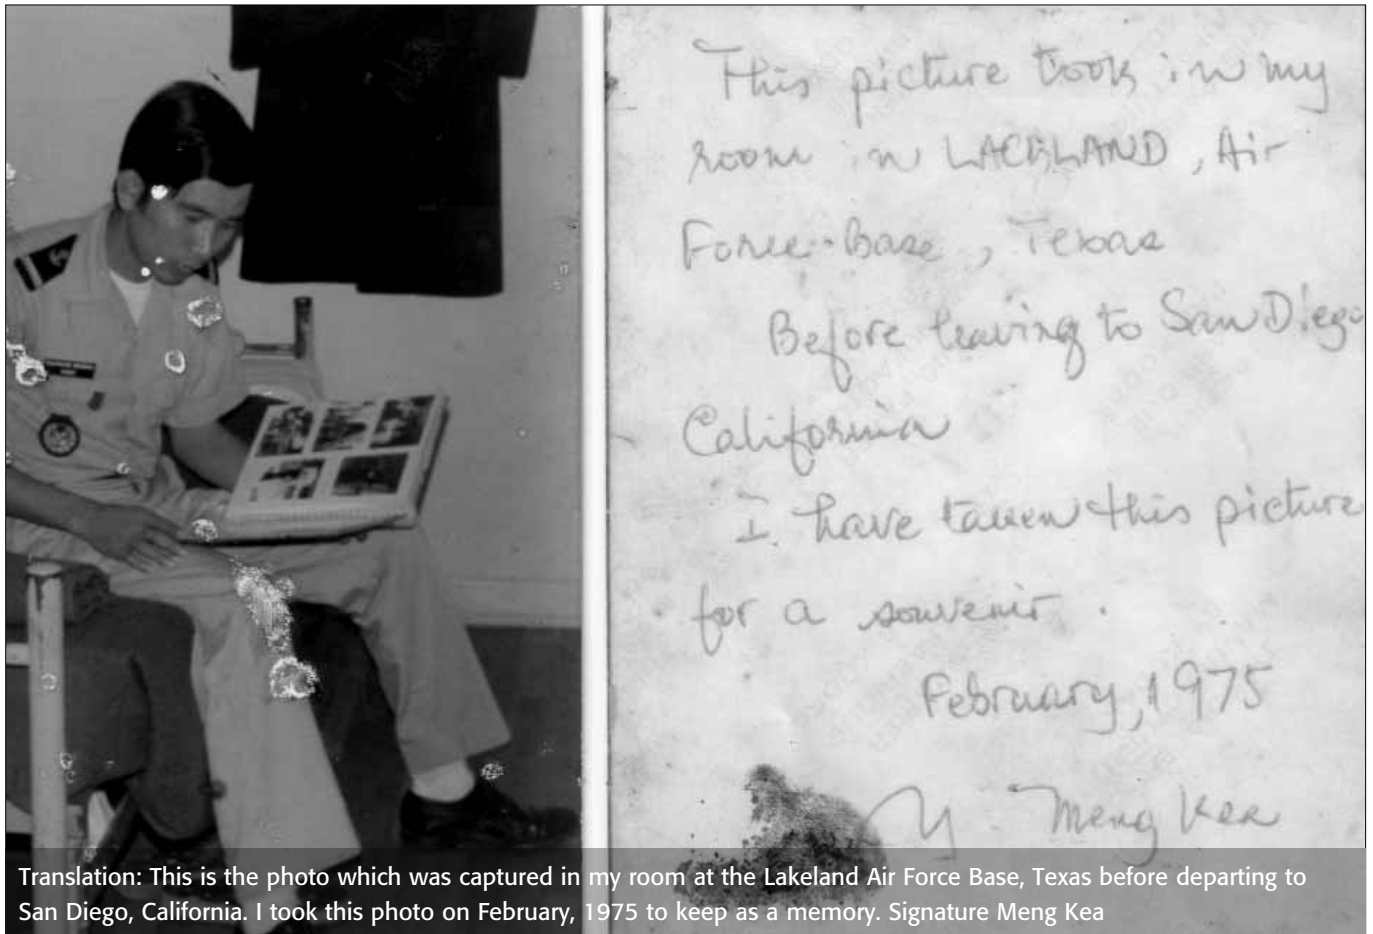 This picture took in my
room in LACKLAND, Air
Force-Base, Texas
Before leaving to San Diego
California
I have taken this picture
for a souvenir.
February, 1975
Y. Meng Kea
Translation: This is the photo which was captured in my room at the Lakeland Air Force Base, Texas before departing to
San Diego, California. I took this photo on February, 1975 to keep as a memory. Signature Meng Kea